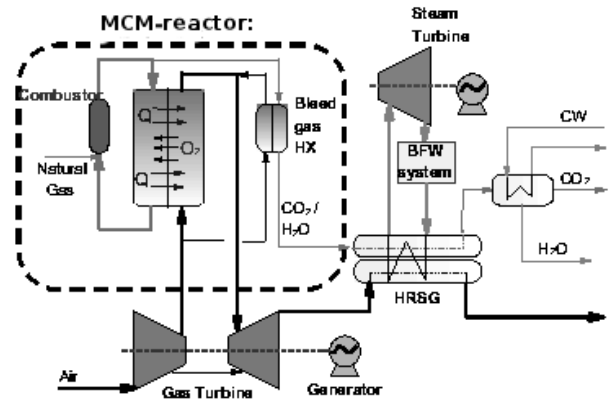 MCM-reactor:
Steam
Turbine
Combustor
Q
O2
Q
Bleed
gas
HX
Natural
Gas
CO2 /
H2O
BFW
system
CW
CO2
H2O
HRSG
Air
Gas Turbine
Generator